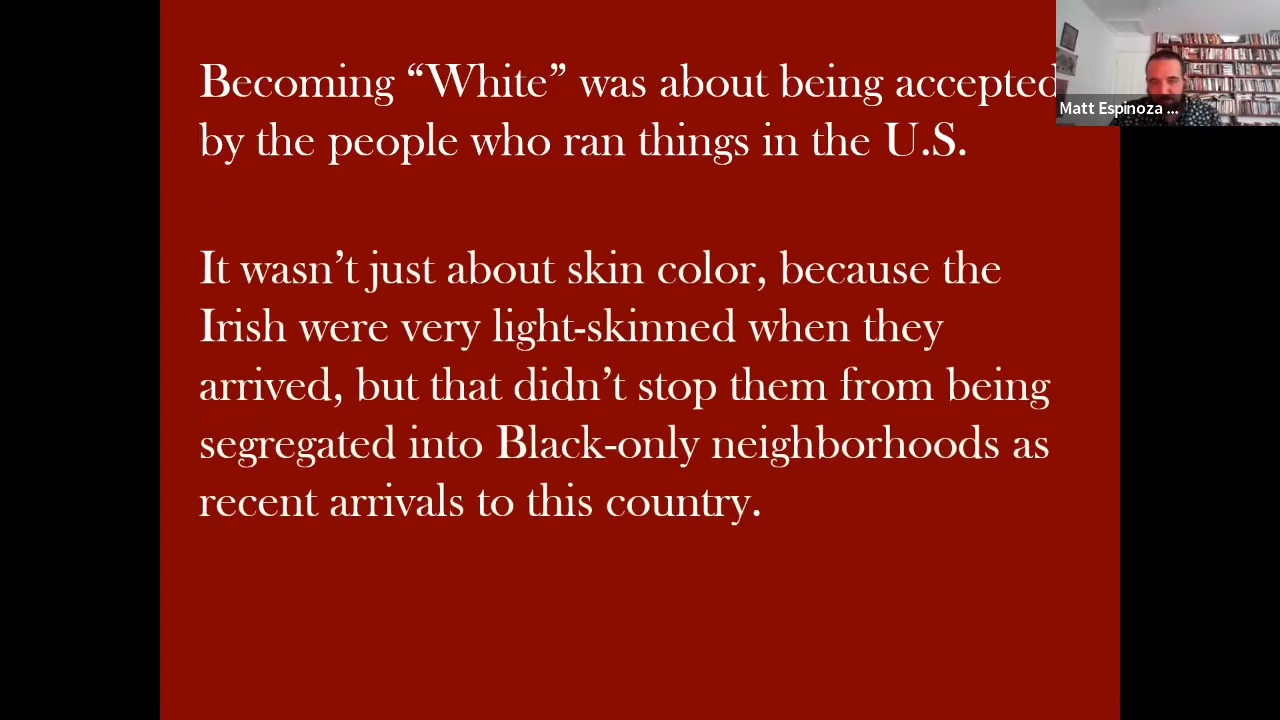 Becoming “White” was about being accepted
by the people who ran things in the U.S.
It wasn’t just about skin color, because the
Irish were very light-skinned when they
arrived, but that didn’t stop them from being
segregated into Black-only neighborhoods as
recent arrivals to this country.
Matt Espinoza ...